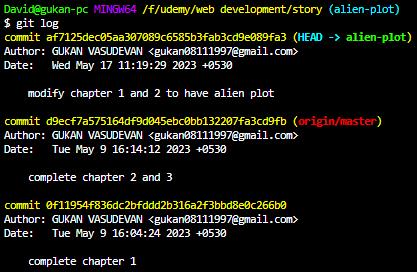 David@gukan-pc MINGW64 /f/udemy/web development/story (alien-plot)
$ git log
commit af7125dec05aa307089c6585b3fab3cd9e089fa3 (HEAD -> alien-plot)
Author: GUKAN VASUDEVAN <gukan08111997@gmail.com>
Date:   Wed May 17 11:19:29 2023 +0530
    modify chapter 1 and 2 to have alien plot
commit d9ecf7a575164df9d045ebc0bb132207fa3cd9fb (origin/master)
Author: GUKAN VASUDEVAN <gukan08111997@gmail.com>
Date:   Tue May 9 16:14:12 2023 +0530
    complete chapter 2 and 3
commit 0f11954f836dc2bfddd2b316a2f3bbd8e0c266b0
Author: GUKAN VASUDEVAN <gukan08111997@gmail.com>
Date:   Tue May 9 16:04:24 2023 +0530
    complete chapter 1